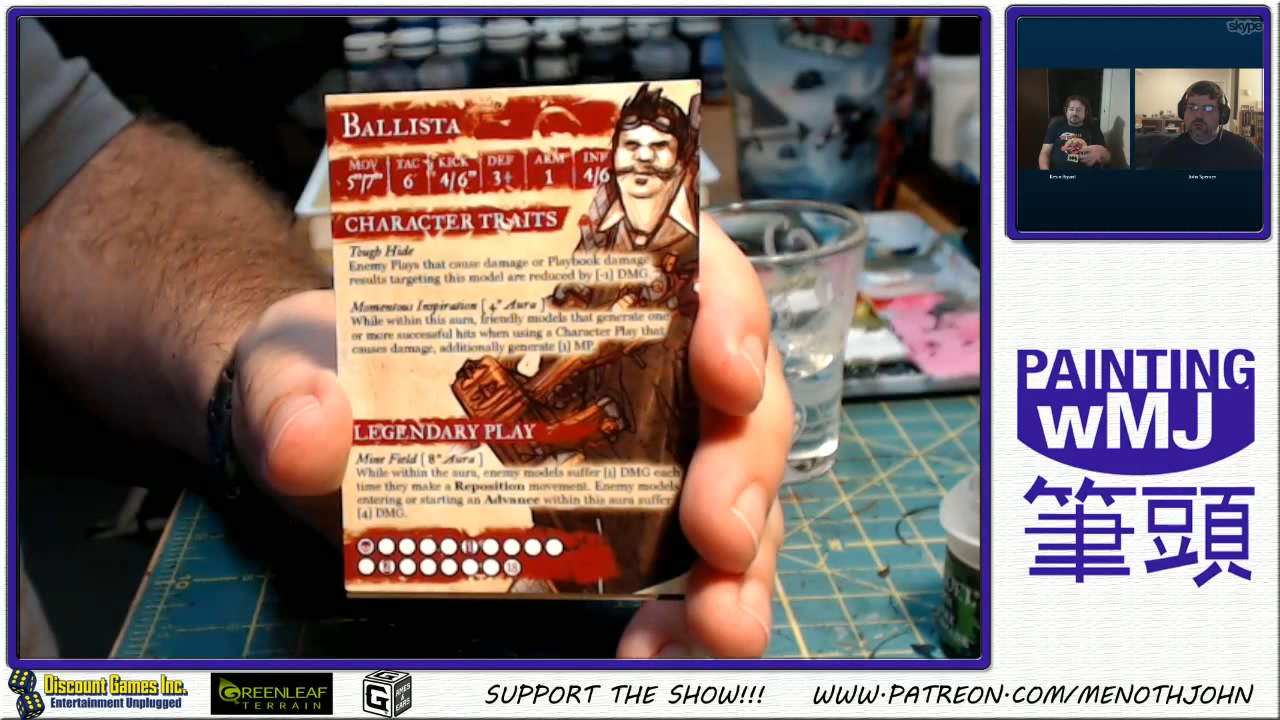 BALLISTA
MOV TAC KICK DEF ARM INF
5"/7" 6 4/6" 3+ 1 4/6
CHARACTER TRAITS
Tough Hide
Enemy Plays that cause damage or Playbook damage
results targeting this model are reduced by [-1] DMG.
Momentous Inspiration [ 4" Aura ]
While within this aura, friendly models that generate one
or more successful hits when using a Character Play that
causes damage, additionally generate [1] MP.
LEGENDARY PLAY
Mine Field [ 8" Aura ]
While within the aura, enemy models suffer [1] DMG each
time they make a Reposition movement. Enemy models
entering or starting an Advance within this aura suffer
[4] DMG.
skype
Kevin Bryant John Spencer
PAINTING
wMJ
筆頭
Discount Games Inc.
Entertainment Unplugged
GREENLEAF
TERRAIN
G
GAMES
EARS
SUPPORT THE SHOW!!! WWW.PATREON.COM/MENOTHJOHN